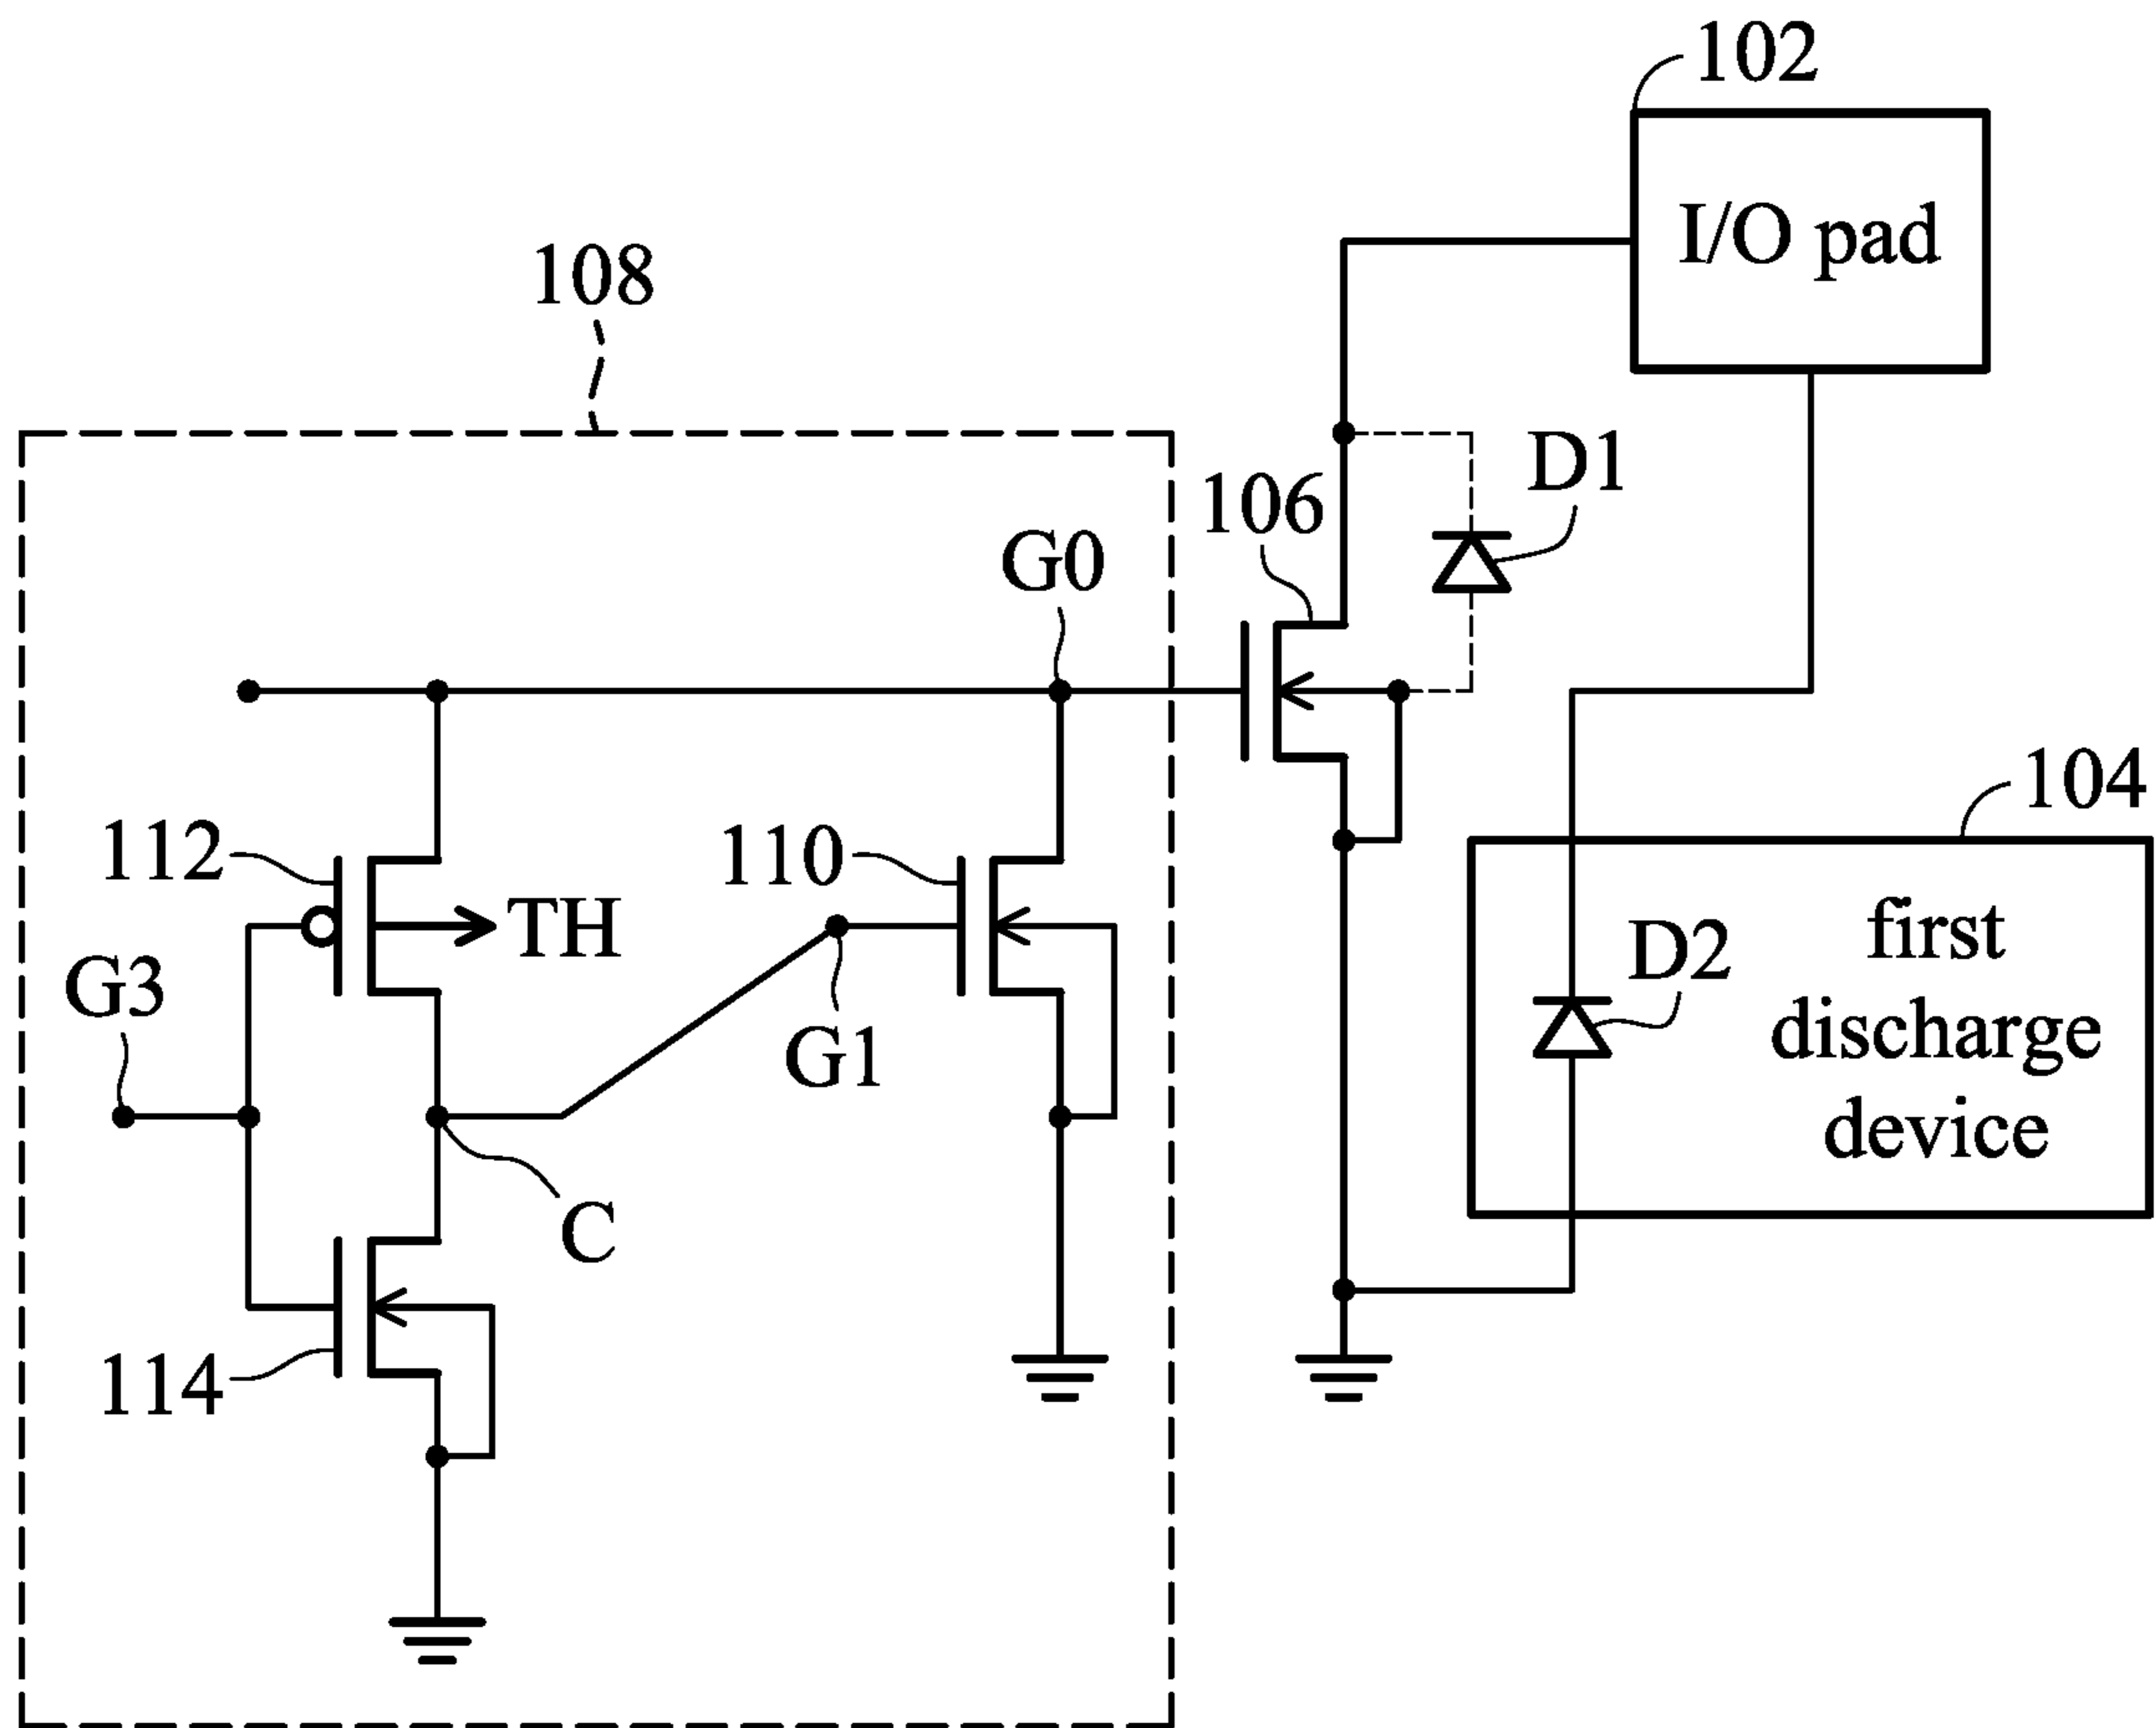 102
I/O pad
108
D1
106
G0
104
112
110
TH
first
discharge
device
D2
G3
G1
C
114